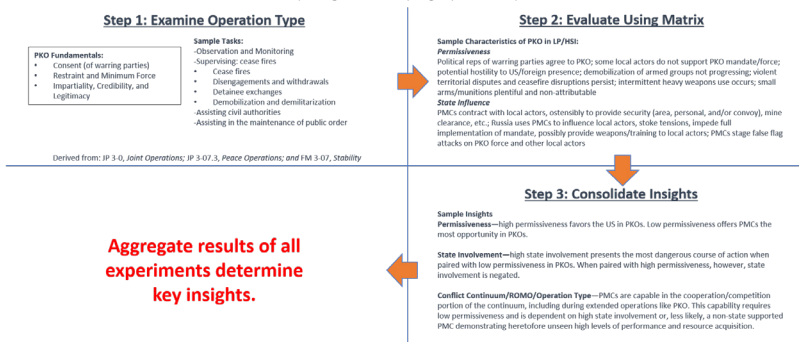 Step 1: Examine Operation Type
PKO Fundamentals:
• Consent (of warring parties)
• Restraint and Minimum Force
• Impartiality, Credibility, and
Legitimacy
Sample Tasks:
-Observation and Monitoring
-Supervising: cease fires
• Cease fires
• Disengagements and withdrawals
• Detainee exchanges
• Demobilization and demilitarization
-Assisting civil authorities
-Assisting in the maintenance of public order
Derived from: JP 3-0, Joint Operations; JP 3-07.3, Peace Operations; and FM 3-07, Stability
Step 2: Evaluate Using Matrix
Sample Characteristics of PKO in LP/HSI:
Permissiveness
Political reps of warring parties agree to PKO; some local actors do not support PKO mandate/force;
potential hostility to US/foreign presence; demobilization of armed groups not progressing; violent
territorial disputes and ceasefire disruptions persist; intermittent heavy weapons use occurs; small
arms/munitions plentiful and non-attributable
State Influence
PMCs contract with local actors, ostensibly to provide security (area, personal, and/or convoy), mine
clearance, etc.; Russia uses PMCs to influence local actors, stoke tensions, impede full
implementation of mandate, possibly provide weapons/training to local actors; PMCs stage false flag
attacks on PKO force and other local actors
Step 3: Consolidate Insights
Sample Insights
Permissiveness—high permissiveness favors the US in PKOs. Low permissiveness offers PMCs the
most opportunity in PKOs.
State Involvement—high state involvement presents the most dangerous course of action when
paired with low permissiveness in PKOs. When paired with high permissiveness, however, state
involvement is negated.
Conflict Continuum/ROMO/Operation Type—PMCs are capable in the cooperation/competition
portion of the continuum, including during extended operations like PKO. This capability requires
low permissiveness and is dependent on high state involvement or, less likely, a non-state supported
PMC demonstrating heretofore unseen high levels of performance and resource acquisition.
Aggregate results of all
experiments determine
key insights.